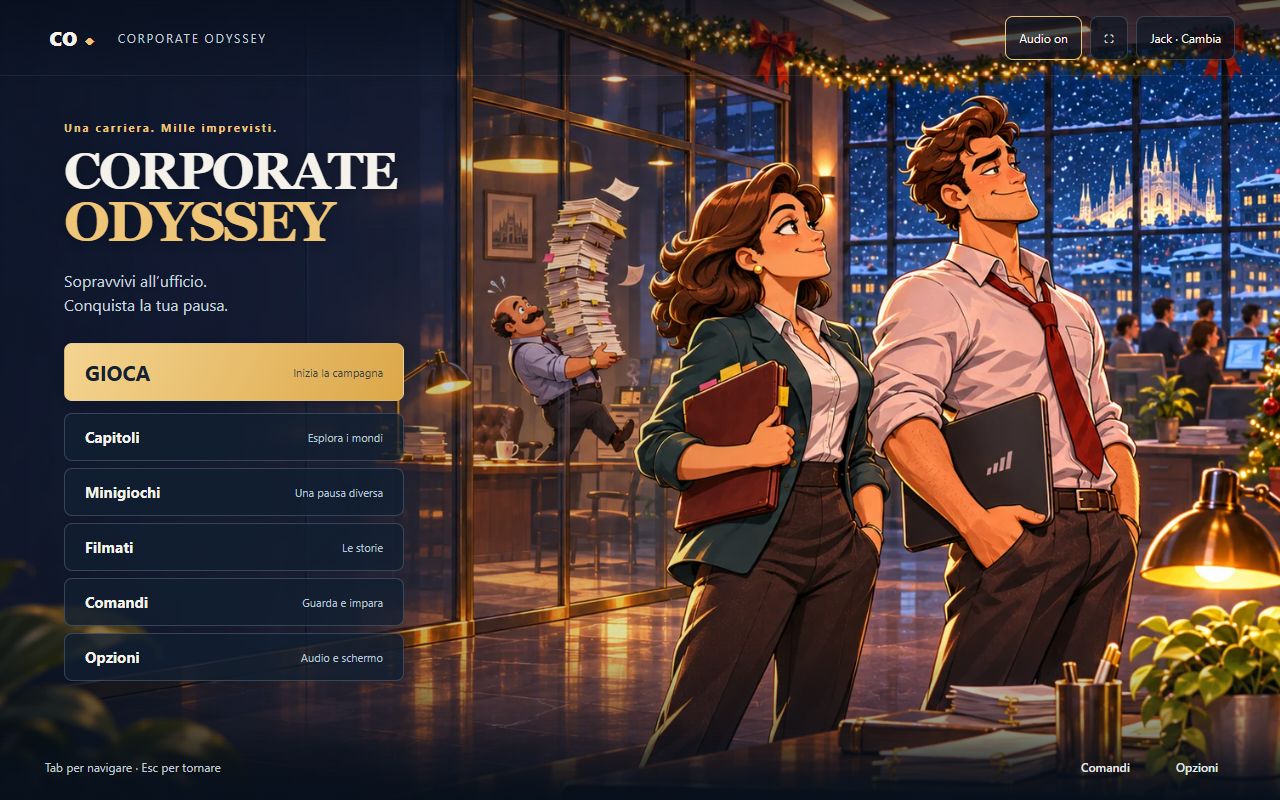 CO
CORPORATE ODYSSEY
Audio on
Jack · Cambia
Una carriera. Mille imprevisti.
CORPORATE
ODYSSEY
Sopravvivi all’ufficio.
Conquista la tua pausa.
GIOCA Inizia la campagna
Capitoli Esplora i mondi
Minigiochi Una pausa diversa
Filmati Le storie
Comandi Guarda e impara
Opzioni Audio e schermo
Tab per navigare · Esc per tornare
Comandi
Opzioni